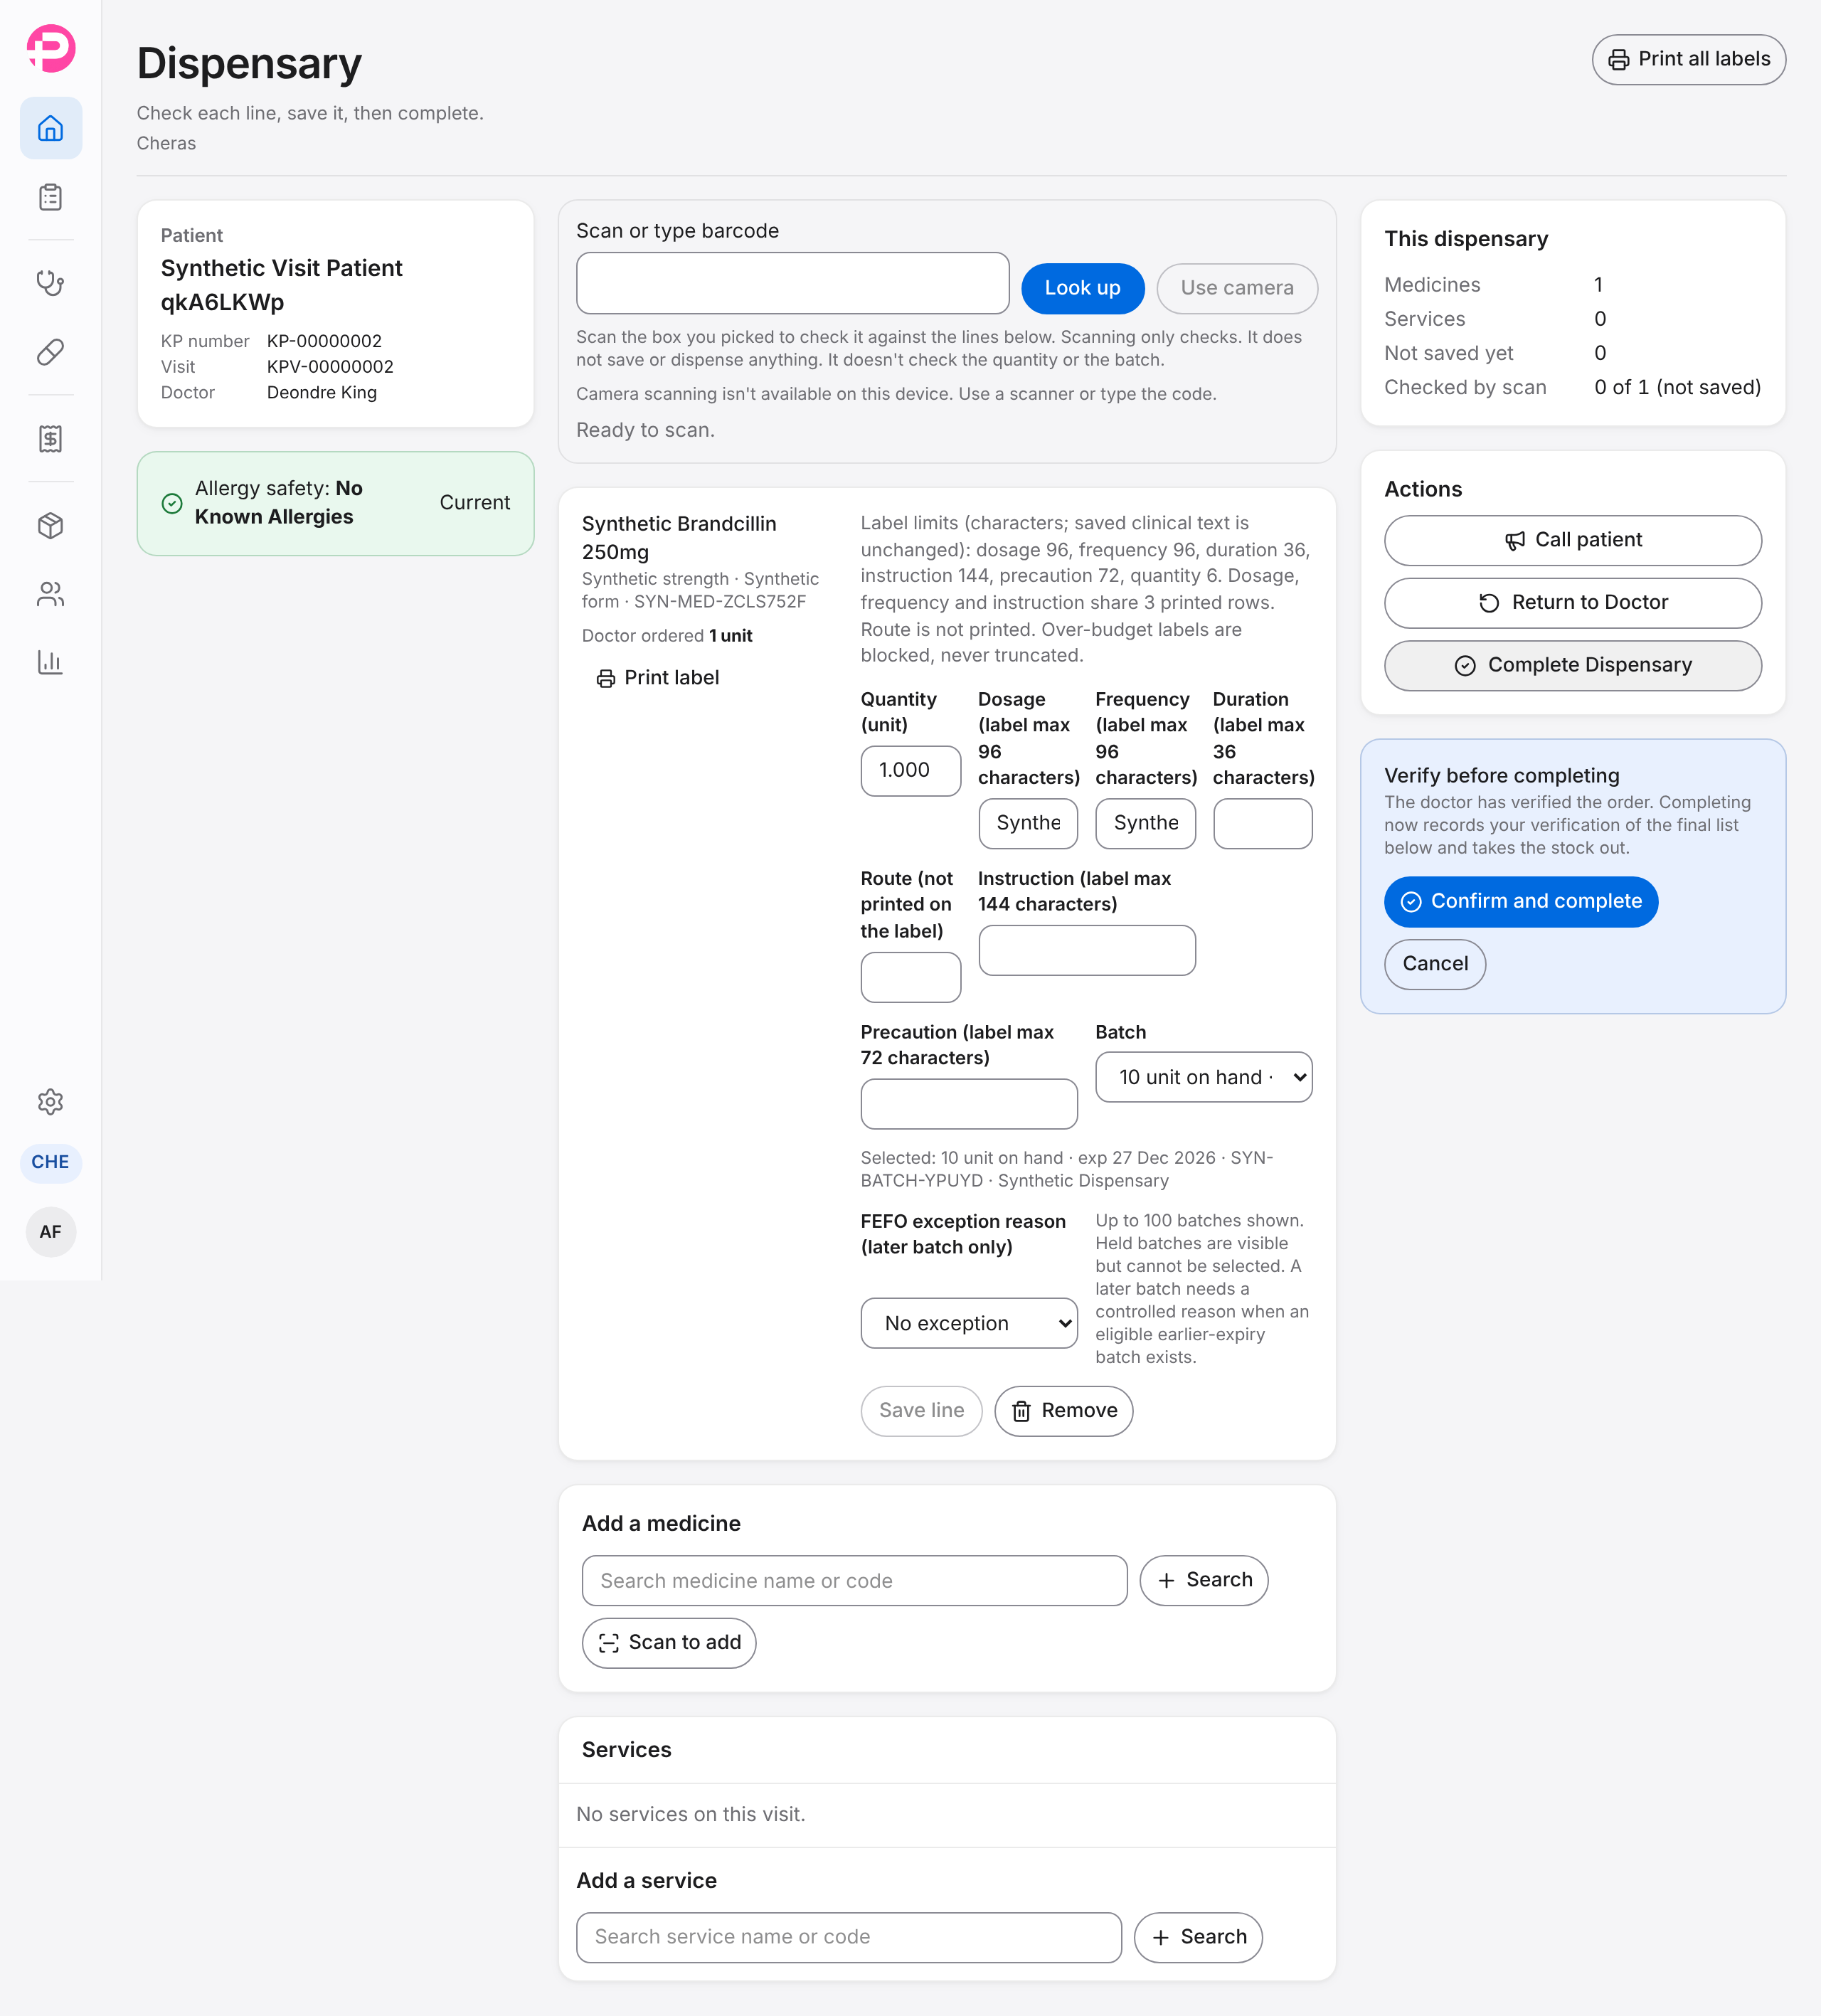 Dispensary
Print all labels
Check each line, save it, then complete.
Cheras
Patient
Synthetic Visit Patient
qkA6LKWp
KP number KP-00000002
Visit KPV-00000002
Doctor Deondre King
Allergy safety: No
Known Allergies
Current
Scan or type barcode
Look up
Use camera
Scan the box you picked to check it against the lines below. Scanning only checks. It does
not save or dispense anything. It doesn't check the quantity or the batch.
Camera scanning isn't available on this device. Use a scanner or type the code.
Ready to scan.
Synthetic Brandcillin
250mg
Synthetic strength · Synthetic
form · SYN-MED-ZCLS752F
Doctor ordered 1 unit
Print label
Label limits (characters; saved clinical text is
unchanged): dosage 96, frequency 96, duration 36,
instruction 144, precaution 72, quantity 6. Dosage,
frequency and instruction share 3 printed rows.
Route is not printed. Over-budget labels are
blocked, never truncated.
Quantity
(unit)
1.000
Dosage
(label max
96
characters)
Synthe
Frequency
(label max
96
characters)
Synthe
Duration
(label max
36
characters)
Route (not
printed on
the label)
Instruction (label max
144 characters)
Precaution (label max
72 characters)
Batch
10 unit on hand ·
Selected: 10 unit on hand · exp 27 Dec 2026 · SYN-
BATCH-YPUYD · Synthetic Dispensary
FEFO exception reason
(later batch only)
No exception
Up to 100 batches shown.
Held batches are visible
but cannot be selected. A
later batch needs a
controlled reason when an
eligible earlier-expiry
batch exists.
Save line
Remove
Add a medicine
Search medicine name or code
Search
Scan to add
Services
No services on this visit.
Add a service
Search service name or code
Search
This dispensary
Medicines 1
Services 0
Not saved yet 0
Checked by scan 0 of 1 (not saved)
Actions
Call patient
Return to Doctor
Complete Dispensary
Verify before completing
The doctor has verified the order. Completing
now records your verification of the final list
below and takes the stock out.
Confirm and complete
Cancel
CHE
AF